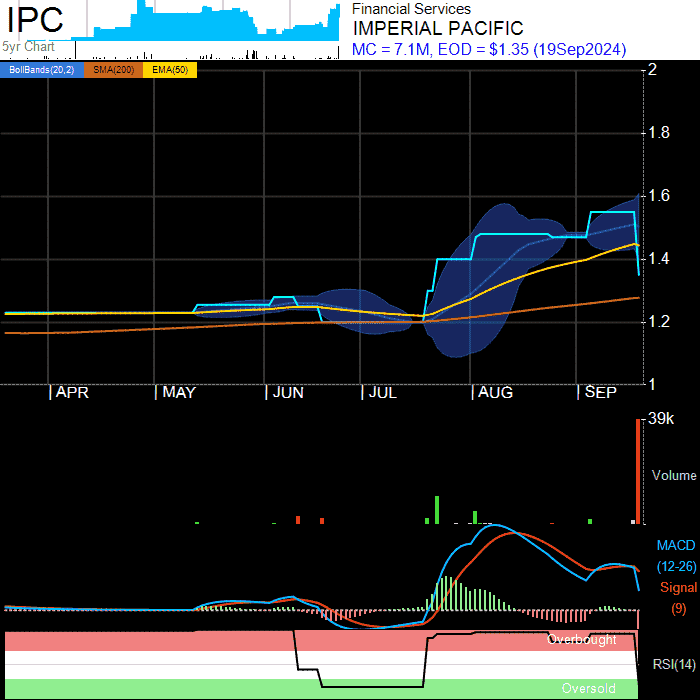 IPC
5yr Chart
Financial Services
IMPERIAL PACIFIC
MC = 7.1M, EOD = $1.35 (19Sep2024)
BollBands(20,2) SMA(200) EMA(50)
2
1.8
1.6
1.4
1.2
1
APR MAY JUN JUL AUG SEP
39k
Volume
MACD
(12-26)
Signal
(9)
Overbought
RSI(14)
Oversold